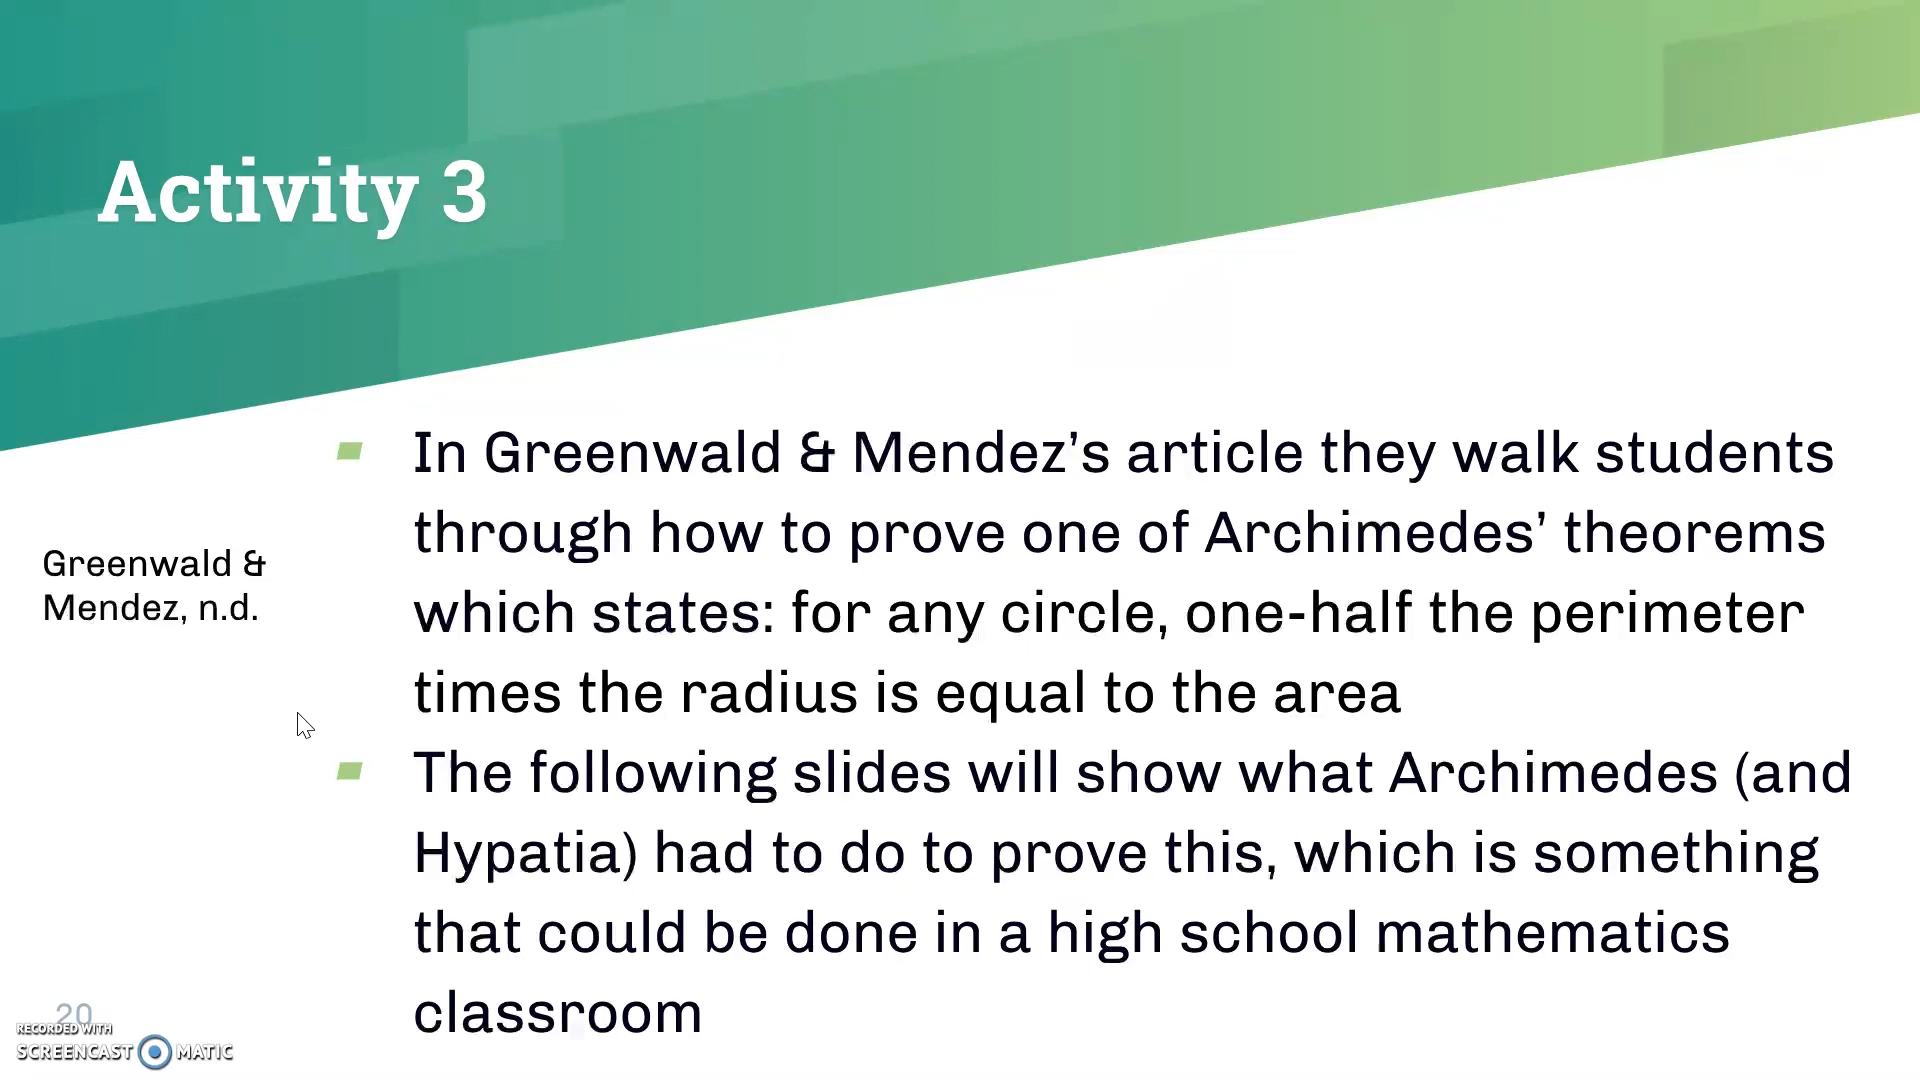 Activity 3
Greenwald &
Mendez, n.d.
In Greenwald & Mendez’s article they walk students
through how to prove one of Archimedes’ theorems
which states: for any circle, one-half the perimeter
times the radius is equal to the area
The following slides will show what Archimedes (and
Hypatia) had to do to prove this, which is something
that could be done in a high school mathematics
classroom
20
RECORDED WITH
SCREENCAST MATIC